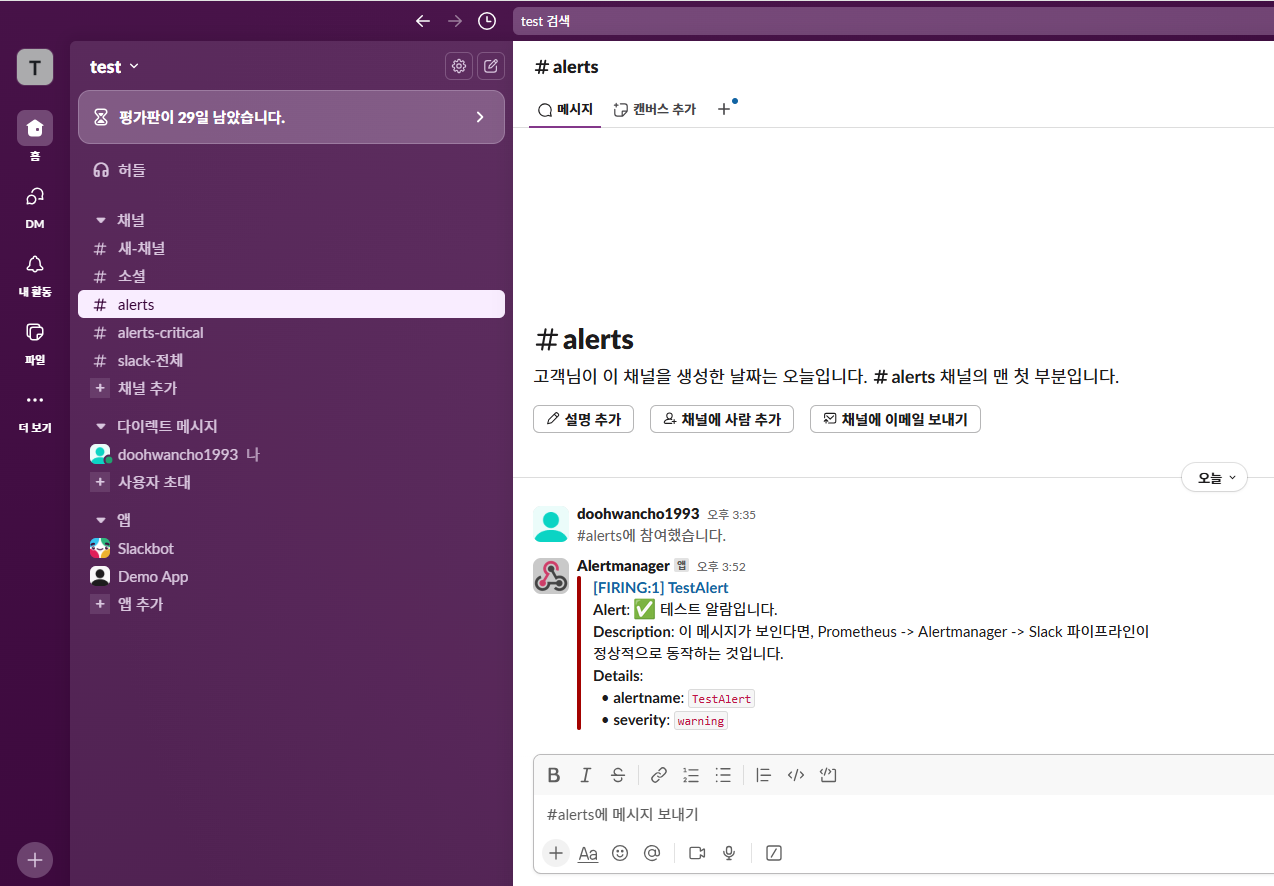 test 검색
T
홈
DM
내 활동
파일
더 보기
test
평가판이 29일 남았습니다.
허들
채널
# 새-채널
# 소셜
# alerts
# alerts-critical
# slack-전체
+ 채널 추가
다이렉트 메시지
doohwancho1993 나
+ 사용자 초대
앱
Slackbot
Demo App
+ 앱 추가
# alerts
메시지 캔버스 추가 +
# alerts
고객님이 이 채널을 생성한 날짜는 오늘입니다. # alerts 채널의 맨 첫 부분입니다.
설명 추가 채널에 사람 추가 채널에 이메일 보내기
오늘
doohwancho1993 오후 3:35
#alerts에 참여했습니다.
Alertmanager 앱 오후 3:52
[FIRING:1] TestAlert
Alert: ✅ 테스트 알람입니다.
Description: 이 메시지가 보인다면, Prometheus -> Alertmanager -> Slack 파이프라인이
정상적으로 동작하는 것입니다.
Details:
• alertname: TestAlert
• severity: warning
B I S
#alerts에 메시지 보내기
+ Aa @